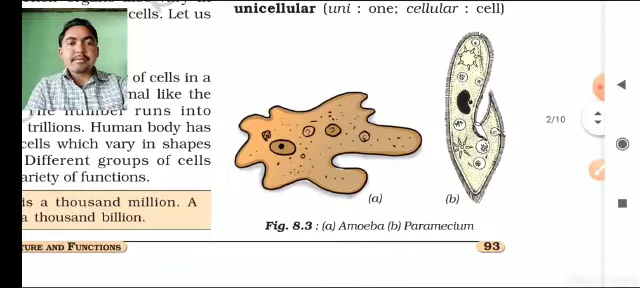 cells. Let us
of cells in a
nal like the
The number runs into
trillions. Human body has
cells which vary in shapes
Different groups of cells
ariety of functions.
is a thousand million. A
a thousand billion.
TURE AND FUNCTIONS
unicellular (uni : one; cellular : cell)
(a)
(b)
Fig. 8.3 : (a) Amoeba (b) Paramecium
93
2/10